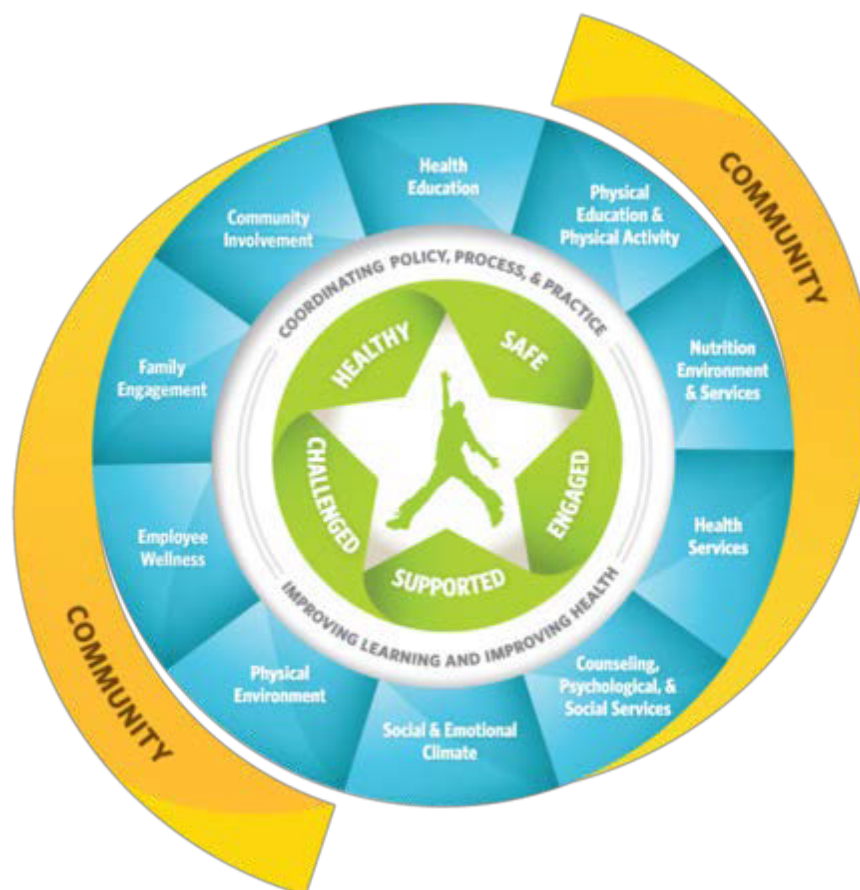 COMMUNITY
Health
Education
Physical
Education &
Physical Activity
Nutrition
Environment
& Services
Health
Services
Counseling,
Psychological, &
Social Services
Social & Emotional
Climate
Physical
Environment
Employee
Wellness
Family
Engagement
Community
Involvement
COORDINATING POLICY, PROCESS, & PRACTICE
IMPROVING LEARNING AND IMPROVING HEALTH
HEALTHY
SAFE
ENGAGED
SUPPORTED
CHALLENGED
COMMUNITY